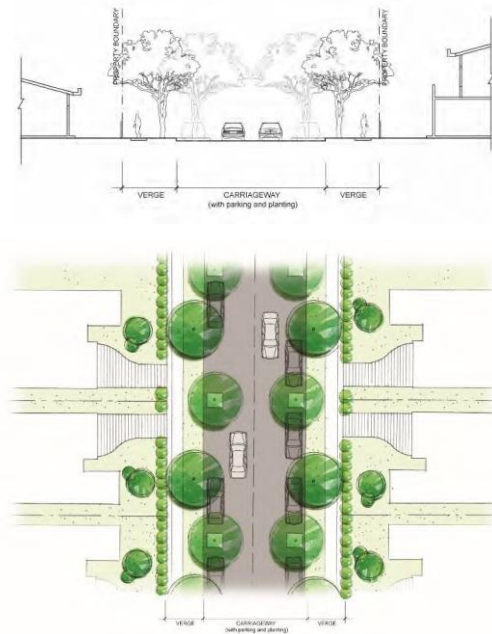 PROPERTY BOUNDARY
PROPERTY BOUNDARY
VERGE
CARRIAGEWAY
(with parking and planting)
VERGE
VERGE
CARRIAGEWAY
(with parking and planting)
VERGE